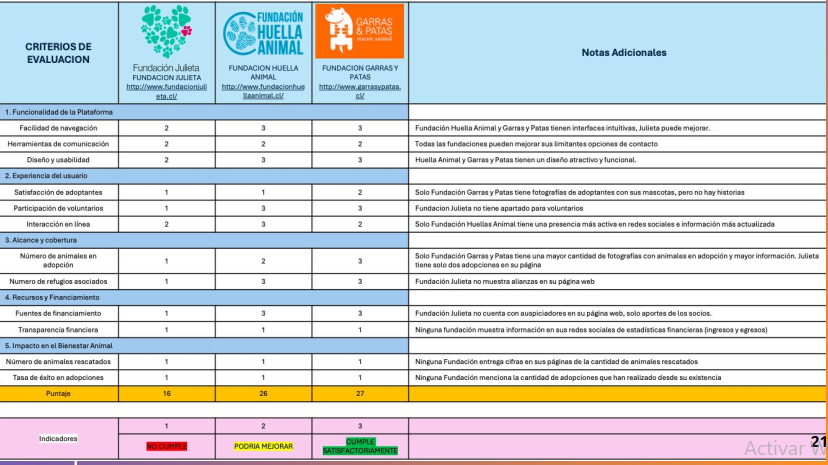 CRITERIOS DE
EVALUACION
Fundación Julieta
FUNDACION JULIETA
http://www.fundacionjuli
eta.cl/
FUNDACIÓN
HUELLA
ANIMAL
FUNDACION HUELLA
ANIMAL
http://www.fundacionhue
llaanimal.cl/
GARRAS
& PATAS
FUNDACION GARRAS Y
PATAS
http://www.garrasypatas.
cl/
Notas Adicionales
1. Funcionalidad de la Plataforma
Facilidad de navegación 2 3 3 Fundación Huella Animal y Garras y Patas tienen interfaces intuitivas, Julieta puede mejorar.
Herramientas de comunicación 2 2 2 Todas las fundaciones pueden mejorar sus limitantes opciones de contacto
Diseño y usabilidad 2 3 3 Huella Animal y Garras y Patas tienen un diseño atractivo y funcional.
2. Experiencia del usuario
Satisfacción de adoptantes 1 1 2 Solo Fundación Garras y Patas tiene fotografías de adoptantes con sus mascotas, pero no hay historias
Participación de voluntarios 1 3 3 Fundacion Julieta no tiene apartado para voluntarios
Interacción en línea 2 3 2 Solo Fundación Huellas Animal tiene una presencia más activa en redes sociales e información más actualizada
3. Alcance y cobertura
Número de animales en
adopción 1 2 3 Solo Fundación Garras y Patas tiene una mayor cantidad de fotografías con animales en adopción y mayor información. Julieta
tiene solo dos adopciones en su página
Numero de refugios asociados 1 3 3 Fundación Julieta no muestra alianzas en su página web
4. Recursos y Financiamiento
Fuentes de financiamiento 1 3 3 Fundación Julieta no cuenta con auspiciadores en su página web, solo aportes de los socios.
Transparencia financiera 1 1 1 Ninguna fundación muestra información en sus redes sociales de estadísticas financieras (ingresos y egresos)
5. Impacto en el Bienestar Animal
Número de animales rescatados 1 1 1 Ninguna Fundación entrega cifras en sus páginas de la cantidad de animales rescatados
Tasa de éxito en adopciones 1 1 1 Ninguna Fundación menciona la cantidad de adopciones que han realizado desde su existencia
Puntaje 16 26 27
Indicadores
1 2 3
NO CUMPLE PODRIA MEJORAR CUMPLE
SATISFACTORIAMENTE
21
Activar W